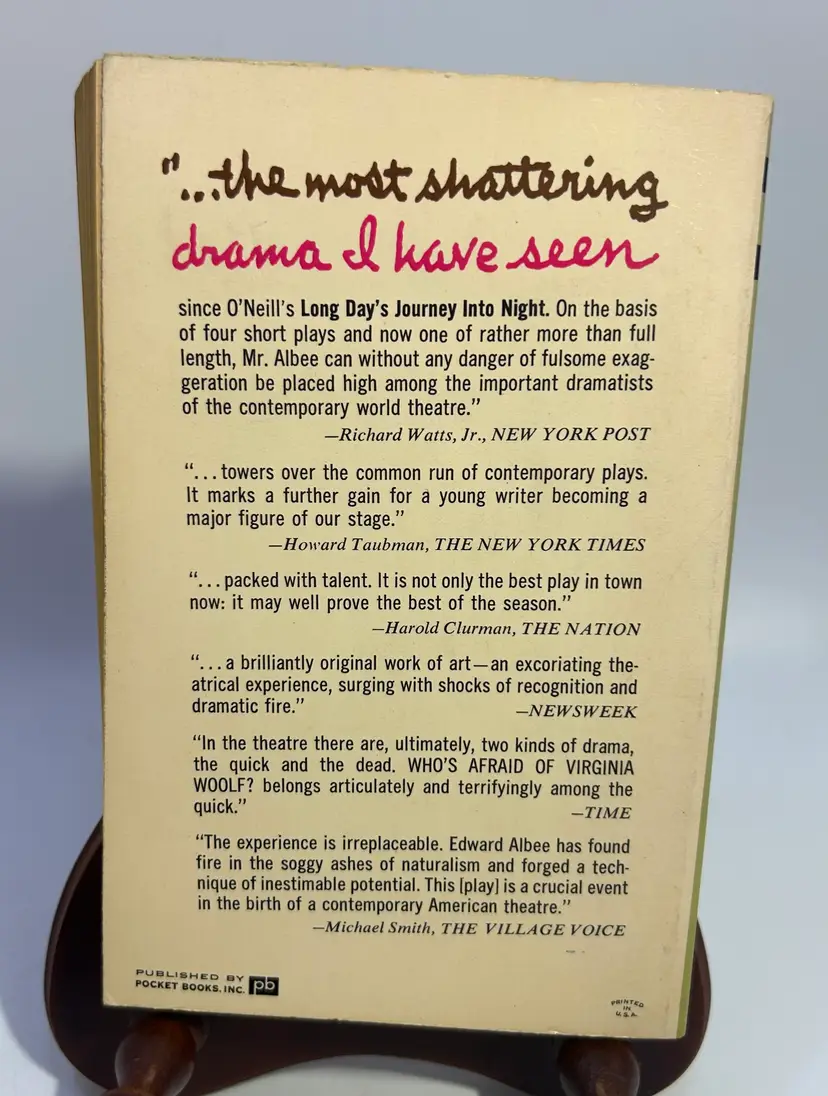 "...the most shattering
drama I have seen
since O'Neill's Long Day's Journey Into Night. On the basis
of four short plays and now one of rather more than full
length, Mr. Albee can without any danger of fulsome exag-
geration be placed high among the important dramatists
of the contemporary world theatre."
—Richard Watts, Jr., NEW YORK POST
"...towers over the common run of contemporary plays.
It marks a further gain for a young writer becoming a
major figure of our stage."
—Howard Taubman, THE NEW YORK TIMES
"...packed with talent. It is not only the best play in town
now: it may well prove the best of the season."
—Harold Clurman, THE NATION
"...a brilliantly original work of art—an excoriating the-
atrical experience, surging with shocks of recognition and
dramatic fire."
—NEWSWEEK
"In the theatre there are, ultimately, two kinds of drama,
the quick and the dead. WHO'S AFRAID OF VIRGINIA
WOOLF? belongs articulately and terrifyingly among the
quick."
—TIME
"The experience is irreplaceable. Edward Albee has found
fire in the soggy ashes of naturalism and forged a tech-
nique of inestimable potential. This [play] is a crucial event
in the birth of a contemporary American theatre."
—Michael Smith, THE VILLAGE VOICE
PUBLISHED BY
POCKET BOOKS, INC. pb
PRINTED
IN
U.S.A.